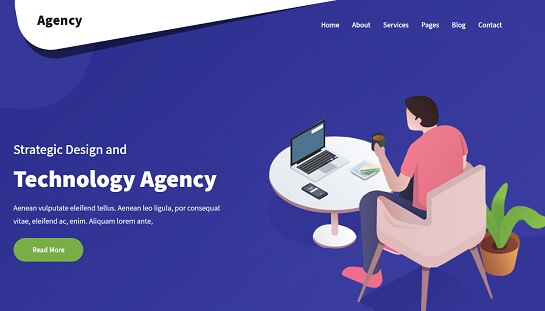 Agency
Home About Services Pages Blog Contact
Strategic Design and
Technology Agency
Aenean vulputate eleifend tellus. Aenean leo ligula, por consequat
vitae, eleifend ac, enim. Aliquam lorem ante,
Read More